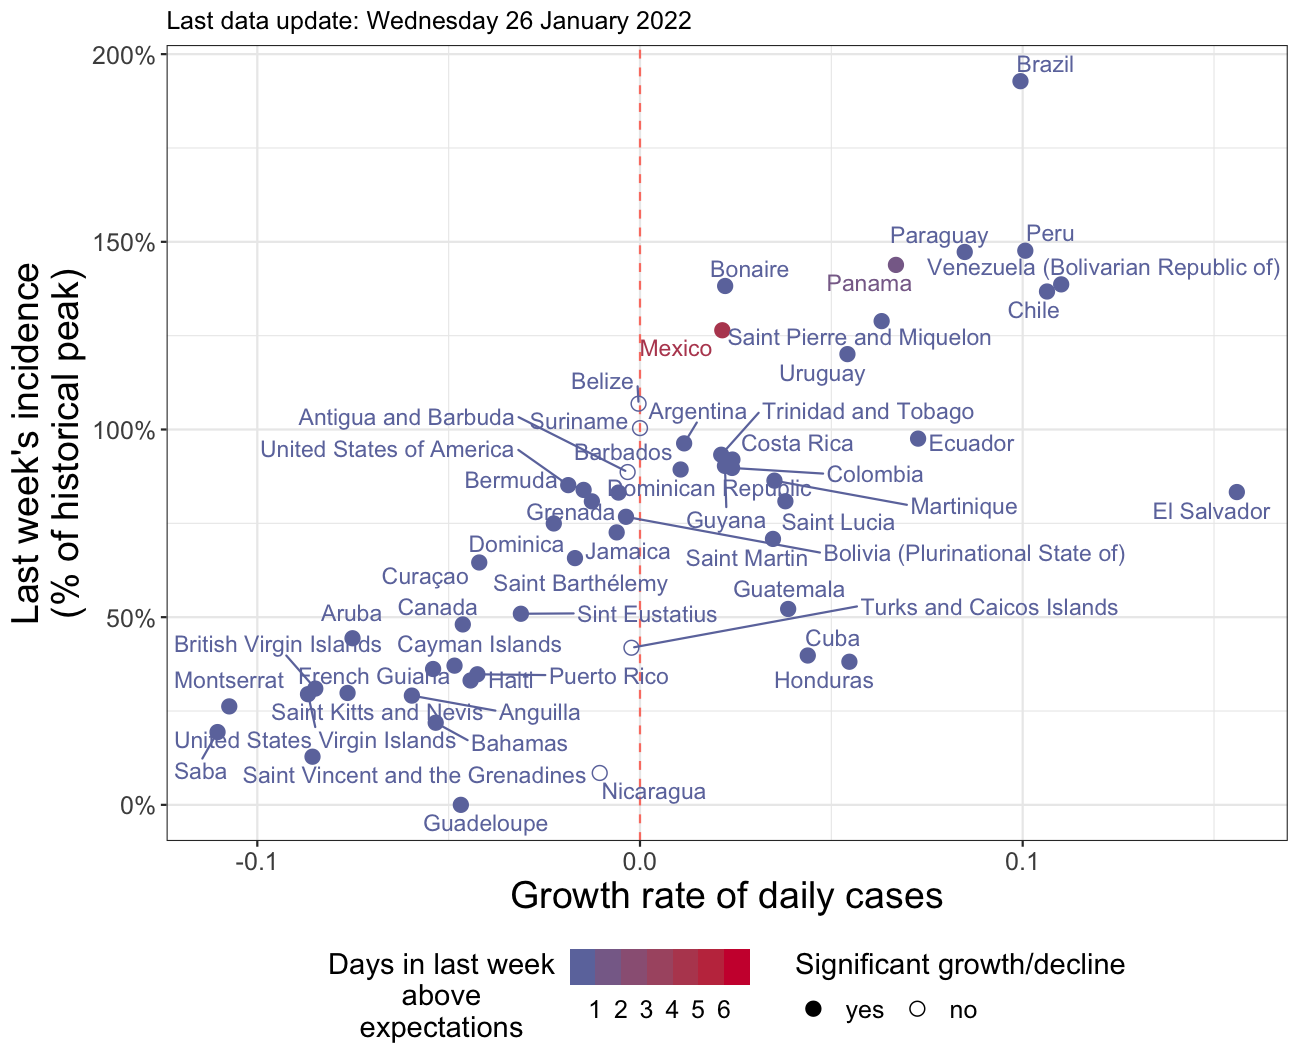 Last data update: Wednesday 26 January 2022
200%
150%
100%
50%
0%
Last week's incidence
(% of historical peak)
Brazil
Paraguay
Peru
Bonaire
Venezuela (Bolivarian Republic of)
Panama
Chile
Saint Pierre and Miquelon
Mexico
Uruguay
Belize
Antigua and Barbuda
Suriname
Argentina
Trinidad and Tobago
United States of America
Barbados
Costa Rica
Ecuador
Bermuda
Dominican Republic
Colombia
Martinique
El Salvador
Grenada
Guyana
Saint Lucia
Dominica
Jamaica
Saint Martin
Bolivia (Plurinational State of)
Curaçao
Saint Barthélemy
Guatemala
Aruba
Canada
Sint Eustatius
Turks and Caicos Islands
British Virgin Islands
Cayman Islands
Cuba
Montserrat
French Guiana
Haiti
Puerto Rico
Honduras
Saint Kitts and Nevis
Anguilla
United States Virgin Islands
Bahamas
Saba
Saint Vincent and the Grenadines
Nicaragua
Guadeloupe
-0.1
0.0
0.1
Growth rate of daily cases
Days in last week
above
expectations
1 2 3 4 5 6
Significant growth/decline
yes
no